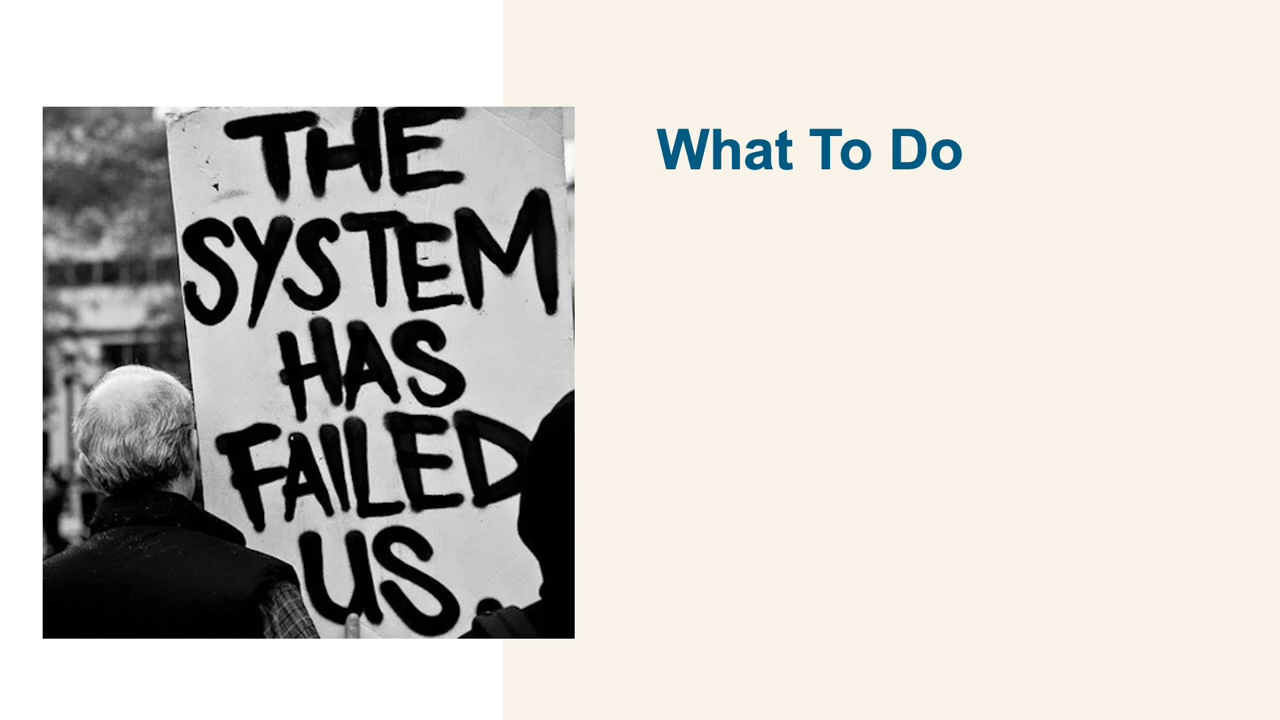 THE
SYSTEM
HAS
FAILED
US.
What To Do